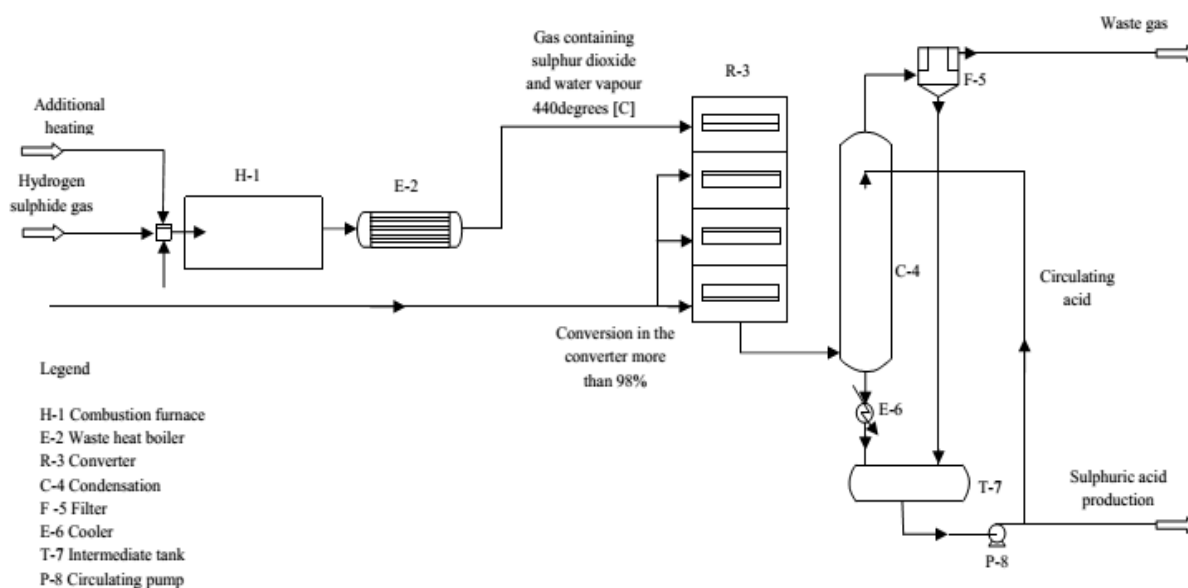 Waste gas
Gas containing
sulphur dioxide
and water vapour
440degrees [C]
R-3
F-5
Additional
heating
H-1
E-2
Hydrogen
sulphide gas
C-4
Circulating
acid
Conversion in the
converter more
than 98%
E-6
T-7
Sulphuric acid
production
P-8
Legend
H-1 Combustion furnace
E-2 Waste heat boiler
R-3 Converter
C-4 Condensation
F -5 Filter
E-6 Cooler
T-7 Intermediate tank
P-8 Circulating pump